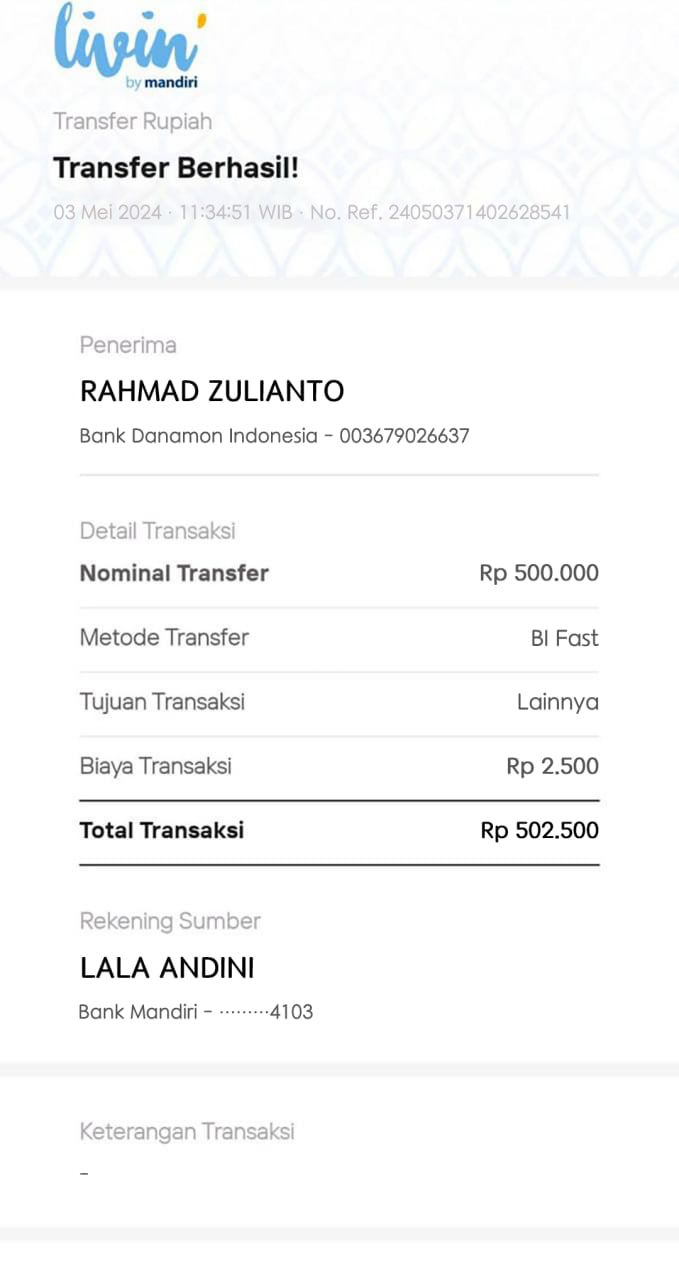 livin'
by mandiri
Transfer Rupiah
Transfer Berhasil!
03 Mei 2024 · 11:34:51 WIB · No. Ref. 24050371402628541
Penerima
RAHMAD ZULIANTO
Bank Danamon Indonesia - 003679026637
Detail Transaksi
Nominal Transfer Rp 500.000
Metode Transfer BI Fast
Tujuan Transaksi Lainnya
Biaya Transaksi Rp 2.500
Total Transaksi Rp 502.500
Rekening Sumber
LALA ANDINI
Bank Mandiri - ·········4103
Keterangan Transaksi
-